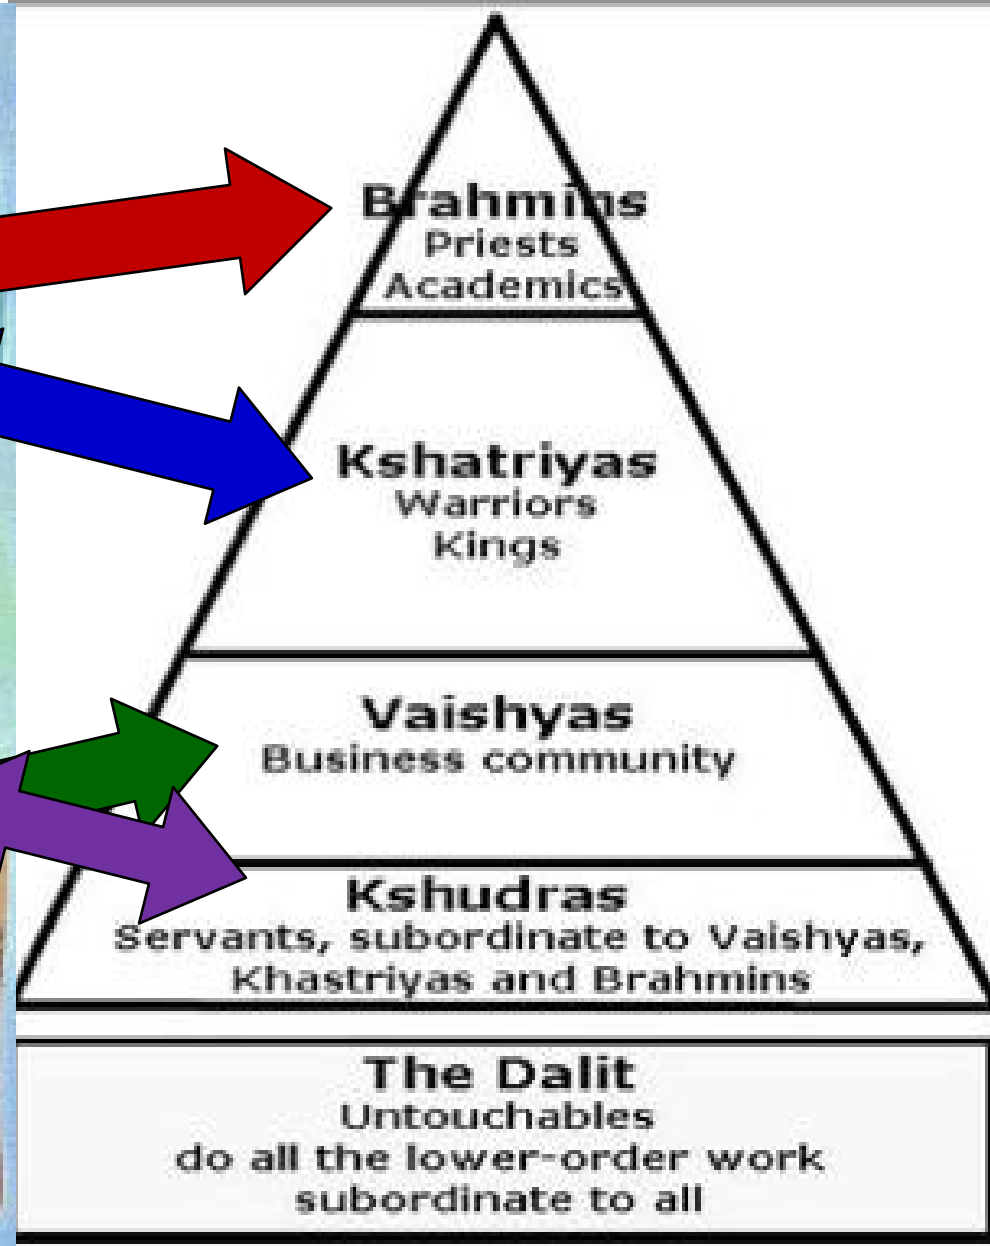 Brahmins
Priests
Academics
Kshatriyas
Warriors
Kings
Vaishyas
Business community
Kshudras
Servants, subordinate to Vaishyas,
Khastriyas and Brahmins
The Dalit
Untouchables
do all the lower-order work
subordinate to all